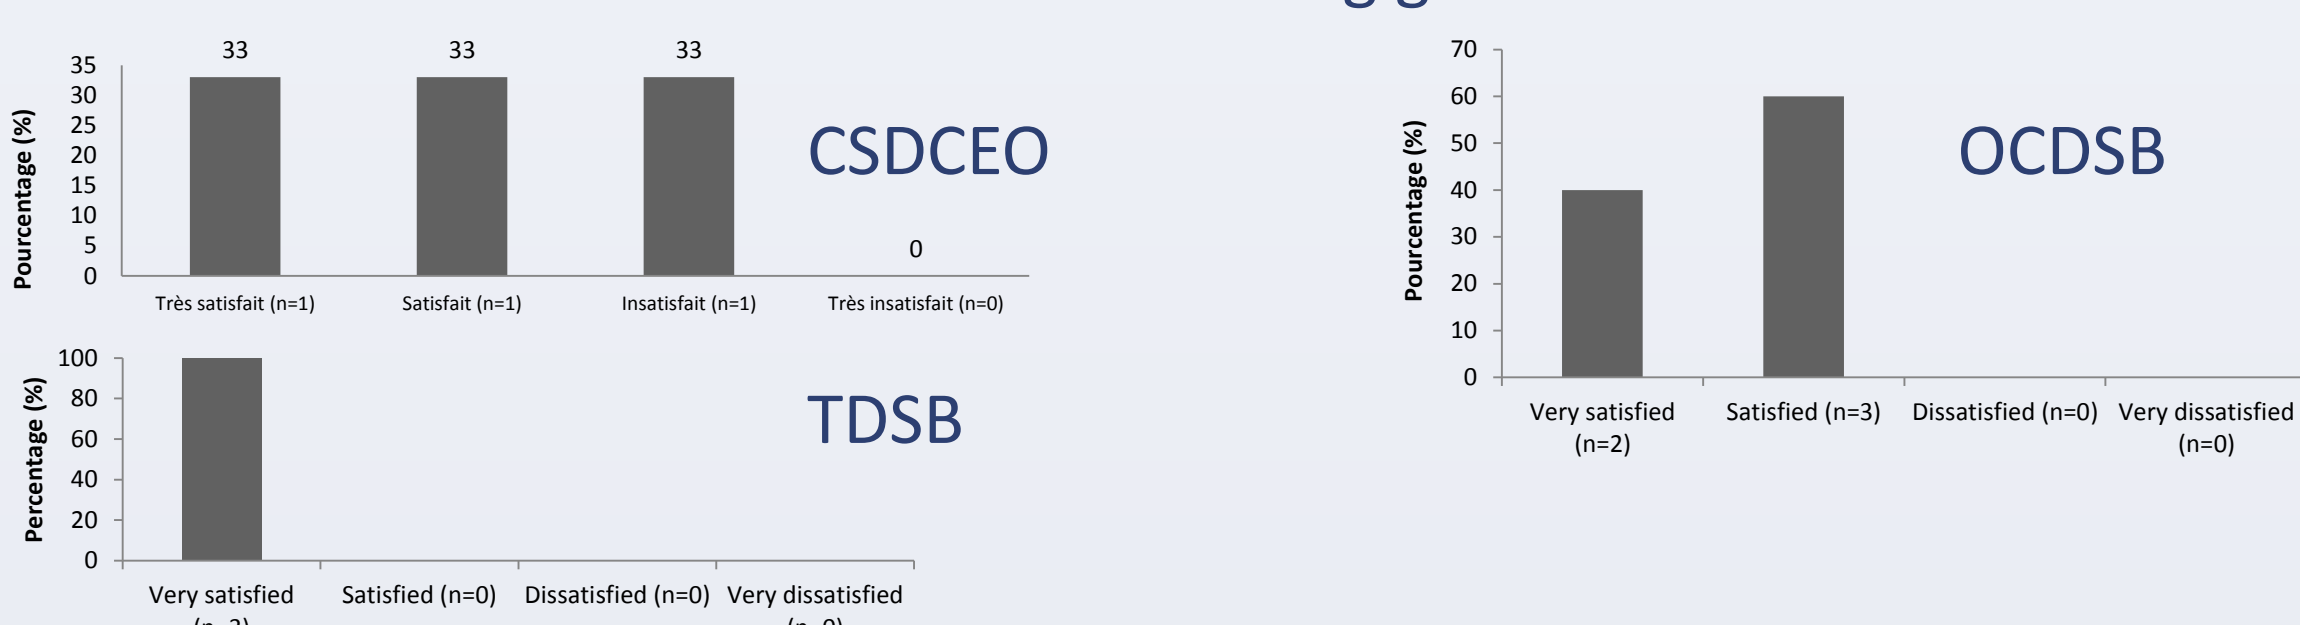 33 33 33
35
30
25
20
15
10
5
0
0
Pourcentage (%)
Très satisfait (n=1) Satisfait (n=1) Insatisfait (n=1) Très insatisfait (n=0)
CSDCEO
100
80
60
40
20
0
Percentage (%)
Very satisfied
Satisfied (n=0) Dissatisfied (n=0) Very dissatisfied
TDSB
70
60
50
40
30
20
10
0
Pourcentage (%)
Very satisfied
(n=2)
Satisfied (n=3) Dissatisfied (n=0) Very dissatisfied
(n=0)
OCDSB